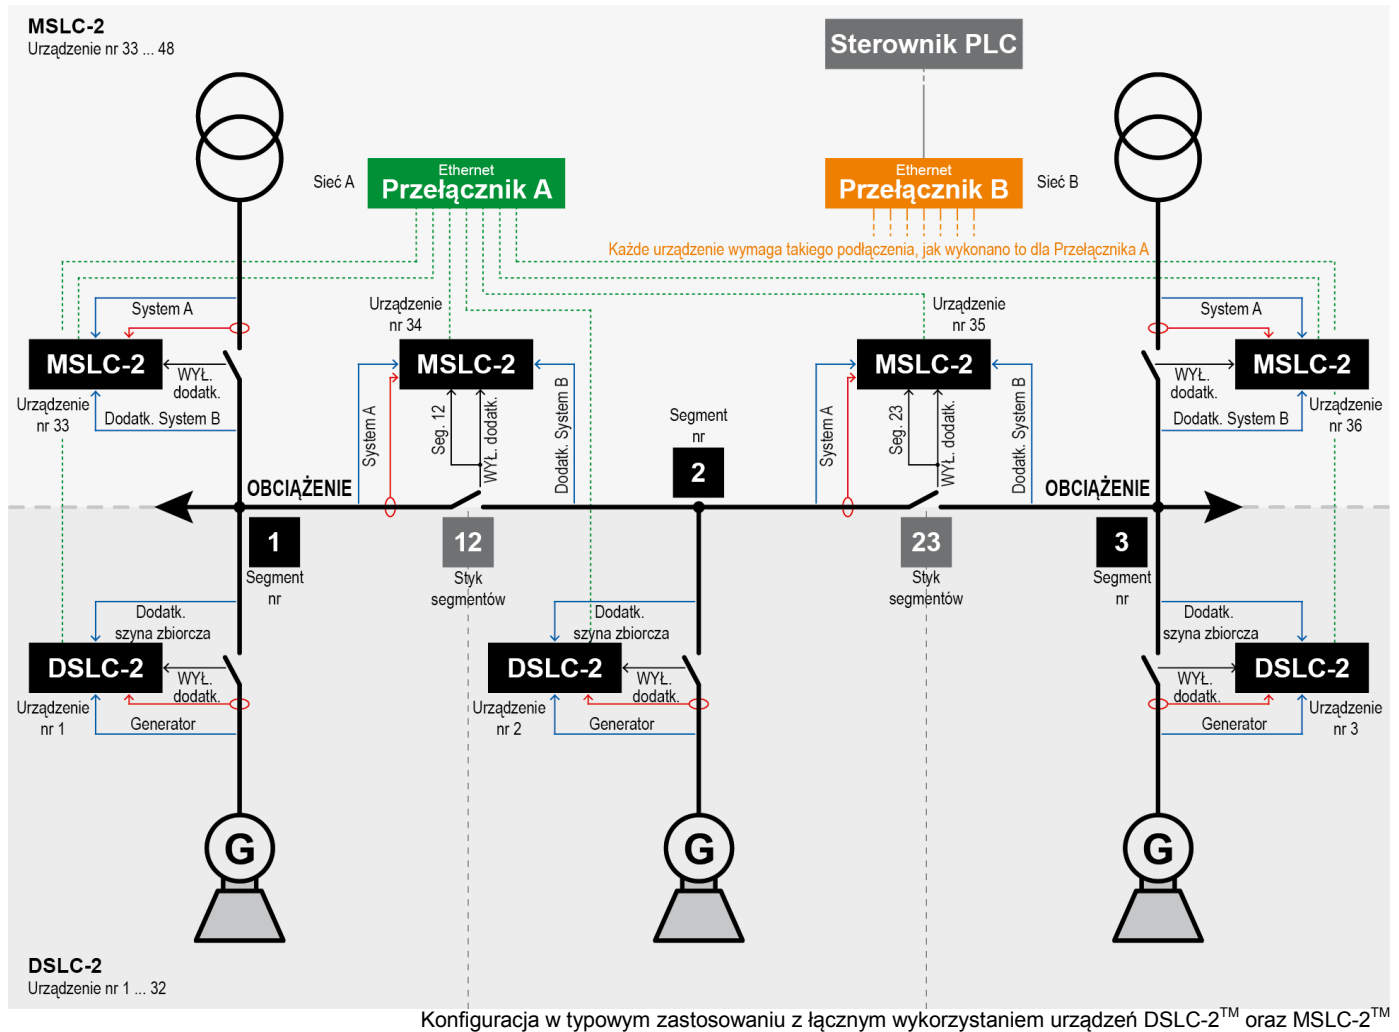 MSLC-2
Urządzenie nr 33 ... 48
Sterownik PLC
Sieć A
Ethernet
Przełącznik A
Ethernet
Przełącznik B
Sieć B
Każde urządzenie wymaga takiego podłączenia, jak wykonano to dla Przełącznika A
System A
MSLC-2
WYŁ.
dodatk.
Urządzenie
nr 33
Dodatk. System B
Urządzenie
nr 34
MSLC-2
System A
Seg. 12
WYŁ. dodatk.
Dodatk. System B
Segment
nr
2
Urządzenie
nr 35
MSLC-2
System A
Seg. 23
WYŁ. dodatk.
Dodatk. System B
System A
MSLC-2
WYŁ.
dodatk.
Dodatk. System B
Urządzenie
nr 36
OBCIĄŻENIE
OBCIĄŻENIE
1
Segment
nr
12
Styk
segmentów
23
Styk
segmentów
3
Segment
nr
Dodatk.
szyna zbiorcza
DSLC-2
WYŁ.
dodatk.
Urządzenie
nr 1
Generator
G
Dodatk.
szyna zbiorcza
DSLC-2
WYŁ.
dodatk.
Urządzenie
nr 2
Generator
G
Dodatk.
szyna zbiorcza
DSLC-2
WYŁ.
dodatk.
Generator
Urządzenie
nr 3
G
DSLC-2
Urządzenie nr 1 ... 32
Konfiguracja w typowym zastosowaniu z łącznym wykorzystaniem urządzeń DSLC-2™ oraz MSLC-2™